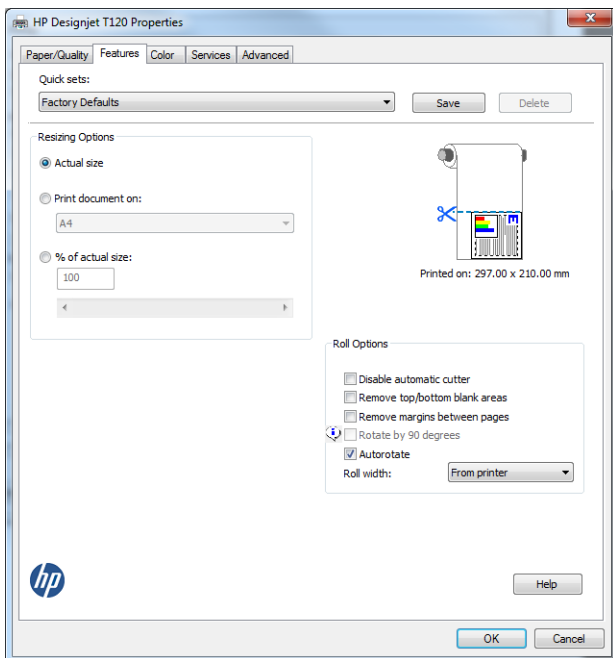 HP Designjet T120 Properties
Paper/Quality Features Color Services Advanced
Quick sets:
Factory Defaults Save Delete
Resizing Options
Actual size
Print document on:
A4
% of actual size:
100
Printed on: 297.00 x 210.00 mm
Roll Options
Disable automatic cutter
Remove top/bottom blank areas
Remove margins between pages
Rotate by 90 degrees
Autorotate
Roll width: From printer
hp
Help
OK Cancel